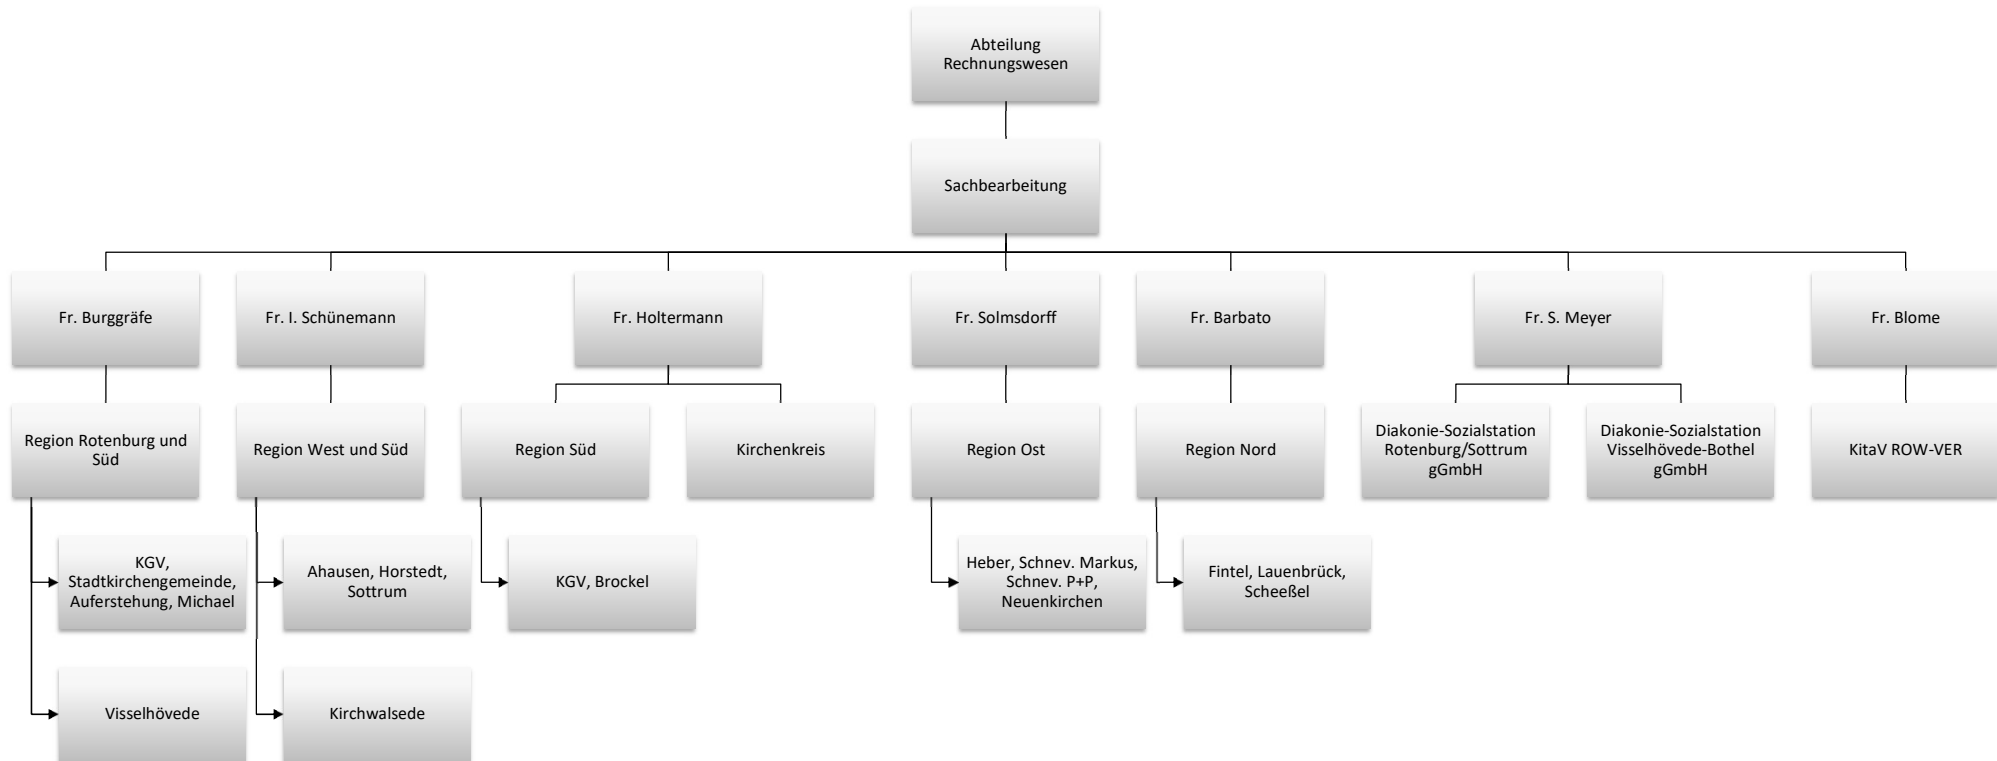 Abteilung
Rechnungswesen
Sachbearbeitung
Fr. Burggräfe
Fr. I. Schünemann
Fr. Holtermann
Fr. Solmsdorff
Fr. Barbato
Fr. S. Meyer
Fr. Blome
Region Rotenburg und
Süd
Region West und Süd
Region Süd
Kirchenkreis
Region Ost
Region Nord
Diakonie-Sozialstation
Rotenburg/Sottrum
gGmbH
Diakonie-Sozialstation
Visselhövede-Bothel
gGmbH
KitaV ROW-VER
KGV,
Stadtkirchengemeinde,
Auferstehung, Michael
Ahausen, Horstedt,
Sottrum
KGV, Brockel
Heber, Schnev. Markus,
Schnev. P+P,
Neuenkirchen
Fintel, Lauenbrück,
Scheeßel
Visselhövede
Kirchwalsede